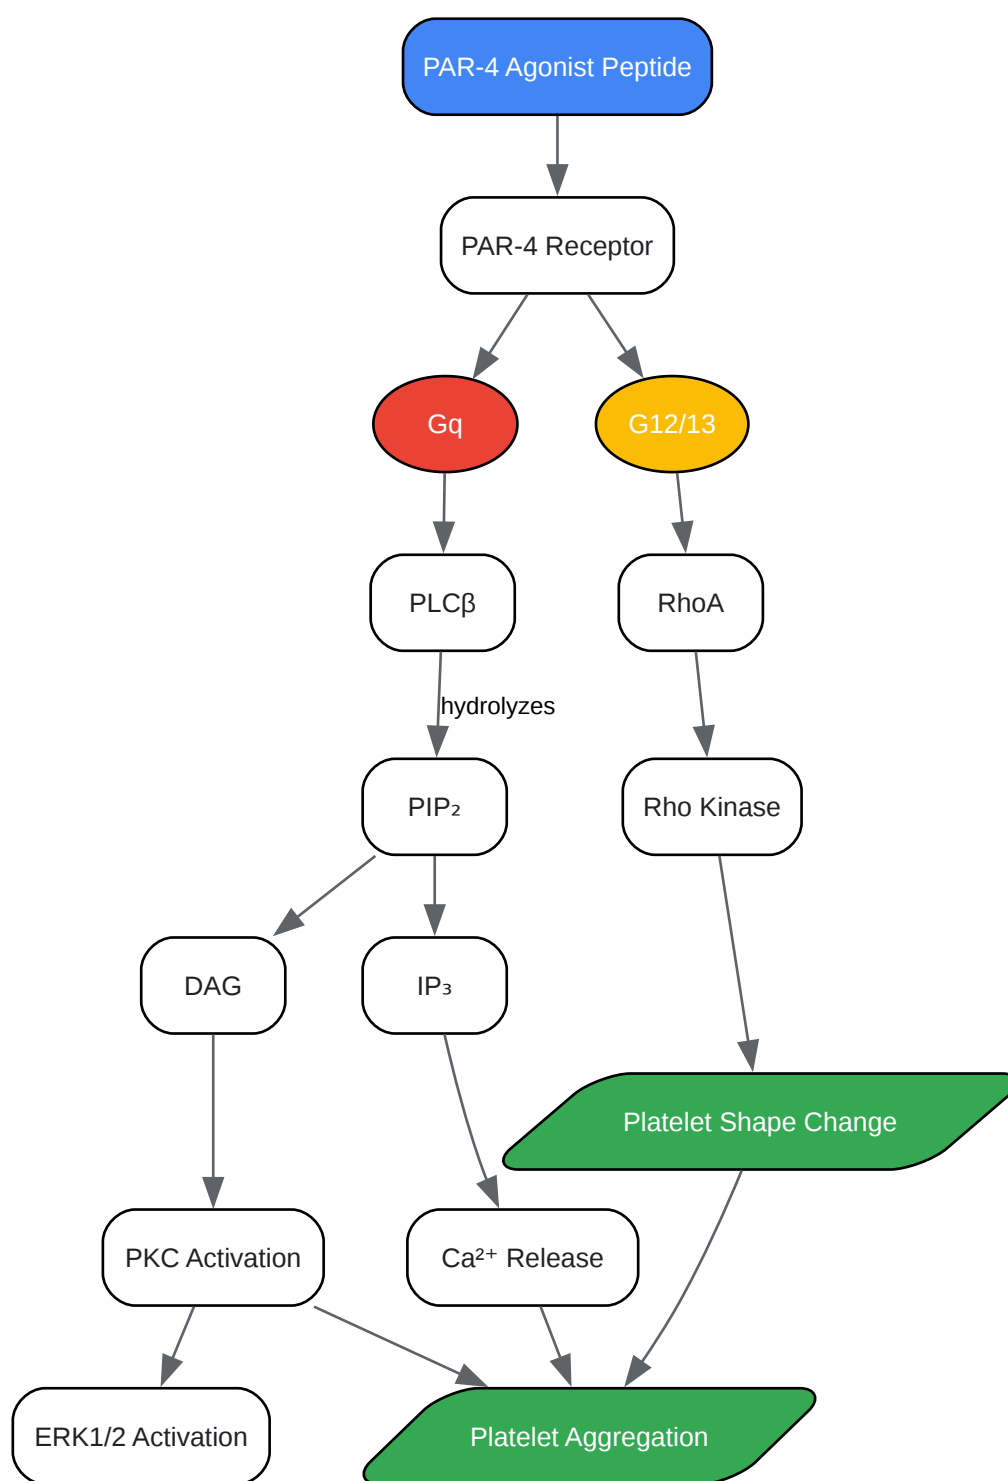 PAR-4 Agonist Peptide
PAR-4 Receptor
Gq
G12/13
PLCβ
RhoA
hydrolyzes
PIP₂
Rho Kinase
DAG
IP₃
Platelet Shape Change
PKC Activation
Ca²⁺ Release
ERK1/2 Activation
Platelet Aggregation